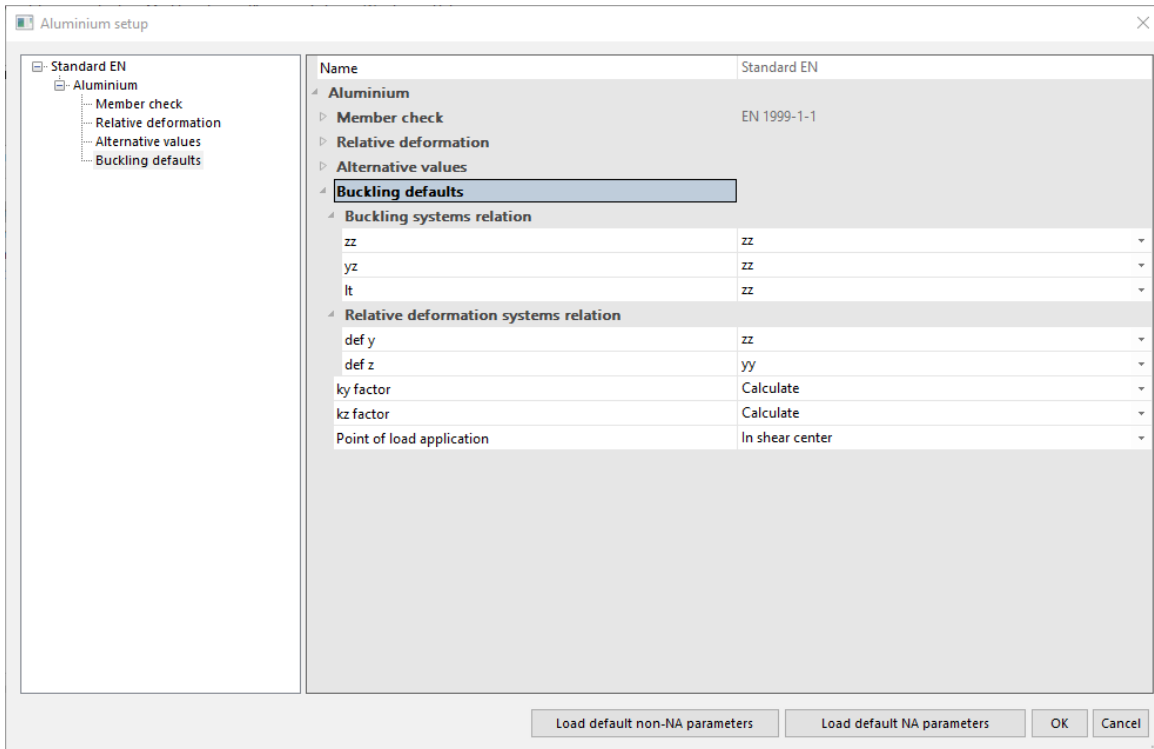 Aluminium setup
Standard EN
Aluminium
Member check
Relative deformation
Alternative values
Buckling defaults
Name Standard EN
Aluminium
Member check EN 1999-1-1
Relative deformation
Alternative values
Buckling defaults
Buckling systems relation
zz zz
yz zz
lt zz
Relative deformation systems relation
def y zz
def z yy
ky factor Calculate
kz factor Calculate
Point of load application In shear center
Load default non-NA parameters Load default NA parameters OK Cancel